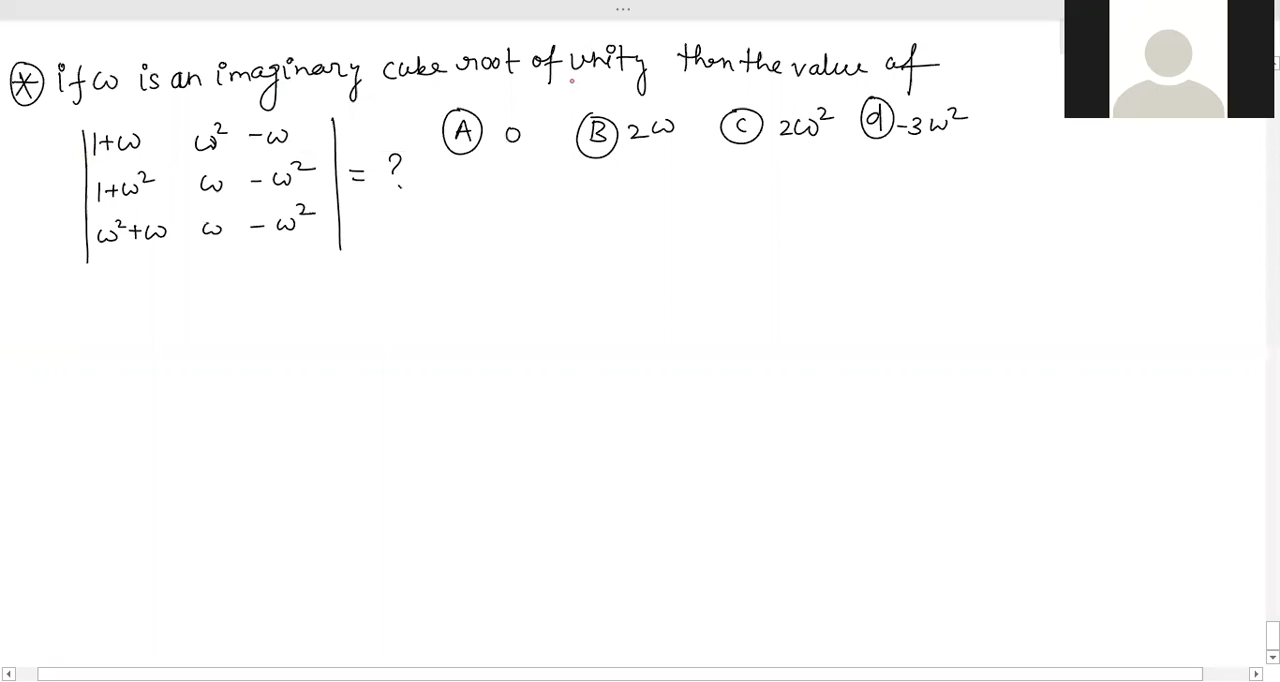 ✳ if ω is an imaginary cube root of unity then the value of
| 1+ω ω² -ω |
| 1+ω² ω -ω² | = ?
| ω²+ω ω -ω² |
Ⓐ 0 Ⓑ 2ω Ⓒ 2ω² ⓓ -3ω²